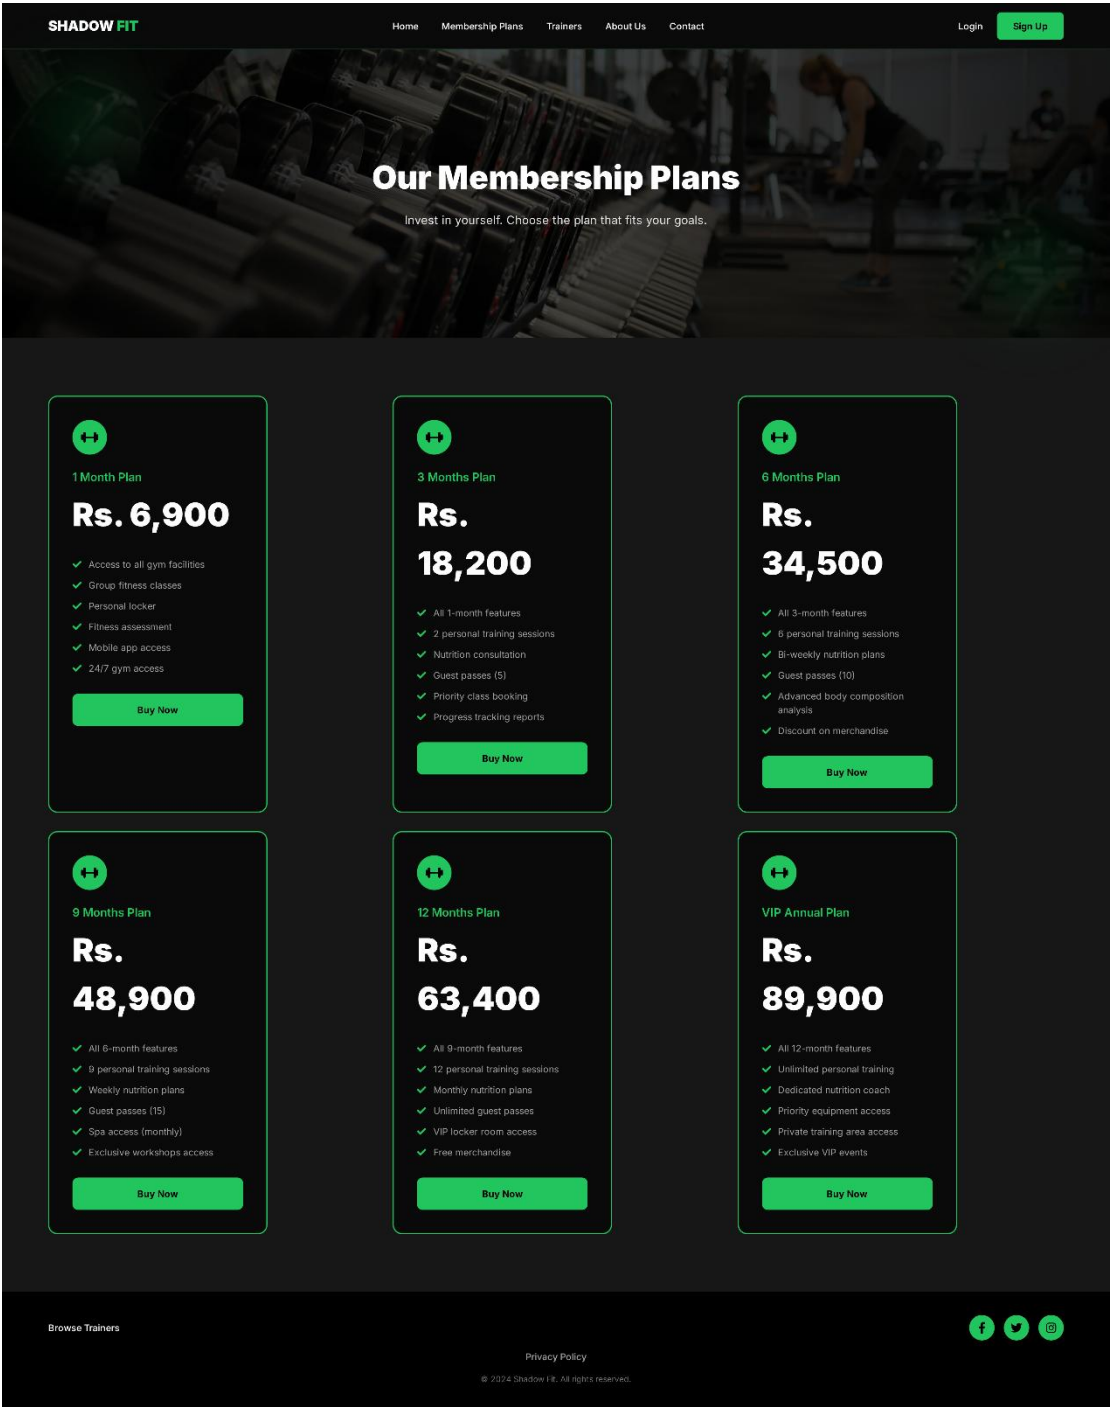 SHADOW FIT
Home Membership Plans Trainers About Us Contact
Login Sign Up
Our Membership Plans
Invest in yourself. Choose the plan that fits your goals.
1 Month Plan
Rs. 6,900
Access to all gym facilities
Group fitness classes
Personal locker
Fitness assessment
Mobile app access
24/7 gym access
Buy Now
3 Months Plan
Rs.
18,200
All 1-month features
2 personal training sessions
Nutrition consultation
Guest passes (5)
Priority class booking
Progress tracking reports
Buy Now
6 Months Plan
Rs.
34,500
All 3-month features
6 personal training sessions
Bi-weekly nutrition plans
Guest passes (10)
Advanced body composition
analysis
Discount on merchandise
Buy Now
9 Months Plan
Rs.
48,900
All 6-month features
9 personal training sessions
Weekly nutrition plans
Guest passes (15)
Spa access (monthly)
Exclusive workshops access
Buy Now
12 Months Plan
Rs.
63,400
All 9-month features
12 personal training sessions
Monthly nutrition plans
Unlimited guest passes
VIP locker room access
Free merchandise
Buy Now
VIP Annual Plan
Rs.
89,900
All 12-month features
Unlimited personal training
Dedicated nutrition coach
Priority equipment access
Private training area access
Exclusive VIP events
Buy Now
Browse Trainers
Privacy Policy
© 2024 Shadow Fit. All rights reserved.